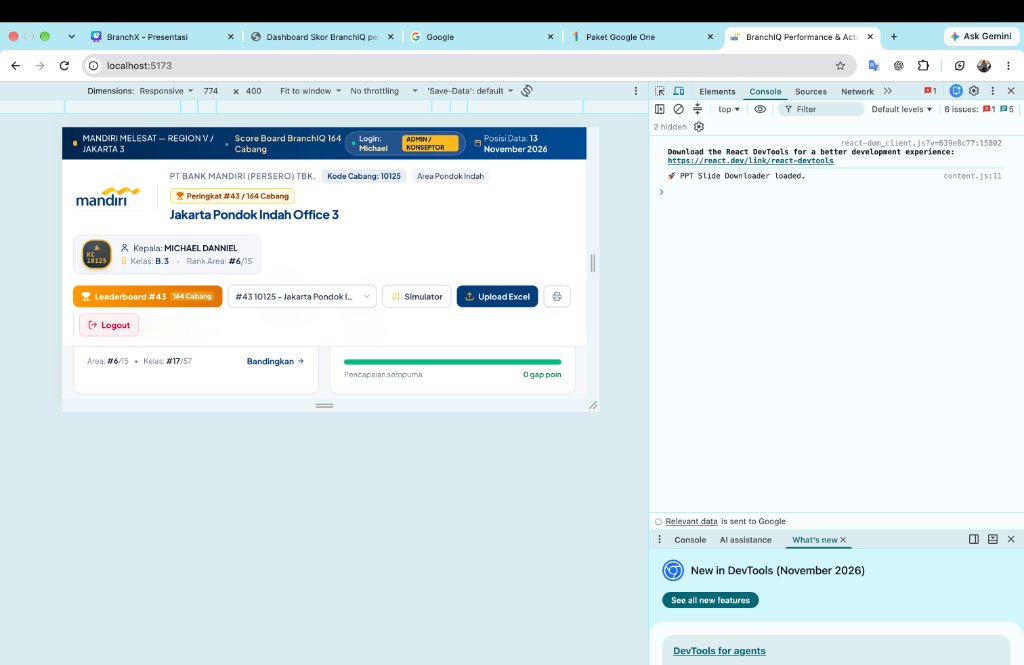 BranchX - Presentasi
Dashboard Skor BranchIQ pe
Google
Paket Google One
BranchIQ Performance & Acti
Ask Gemini
localhost:5173
Dimensions: Responsive 774 x 400 Fit to window No throttling 'Save-Data': default
Elements Console Sources Network 1
top Filter Default levels 6 issues: 1 5
2 hidden
MANDIRI MELESAT — REGION V / JAKARTA 3
Score Board BranchIQ 164 Cabang
Login: Michael
ADMIN / KONSEPTOR
Posisi Data: 13 November 2026
mandiri
PT BANK MANDIRI (PERSERO) TBK. Kode Cabang: 10125 Area Pondok Indah
Peringkat #43 / 164 Cabang
Jakarta Pondok Indah Office 3
KC 10125
Kepala: MICHAEL DANNIEL
Kelas: B.3 • Rank Area: #6/15
Leaderboard #43 164 Cabang
#43 10125 - Jakarta Pondok I...
Simulator
Upload Excel
Logout
Area: #6/15 • Kelas: #17/57 Bandingkan →
Pencapaian sempurna 0 gap poin
react-dom_client.js?v=639e8c77:15802
Download the React DevTools for a better development experience:
https://react.dev/link/react-devtools
🚀 PPT Slide Downloader loaded. content.js:11
Relevant data is sent to Google
Console AI assistance What's new
New in DevTools (November 2026)
See all new features
DevTools for agents